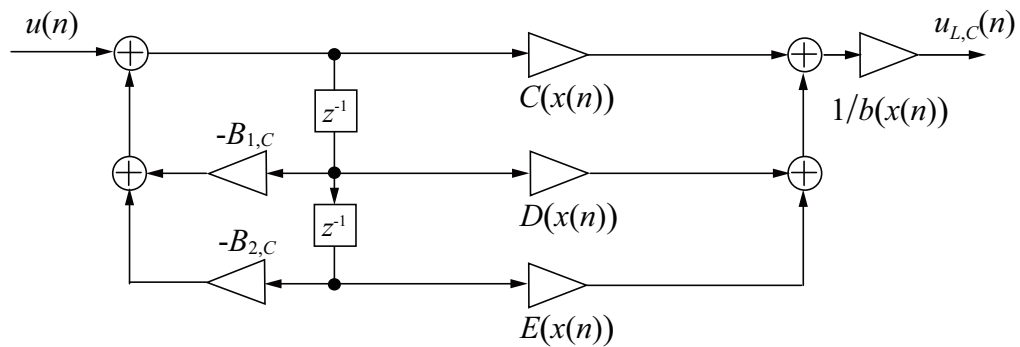 u(n)
u_{L,C}(n)
C(x(n))
1/b(x(n))
z^{-1}
-B_{1,C}
D(x(n))
z^{-1}
-B_{2,C}
E(x(n))